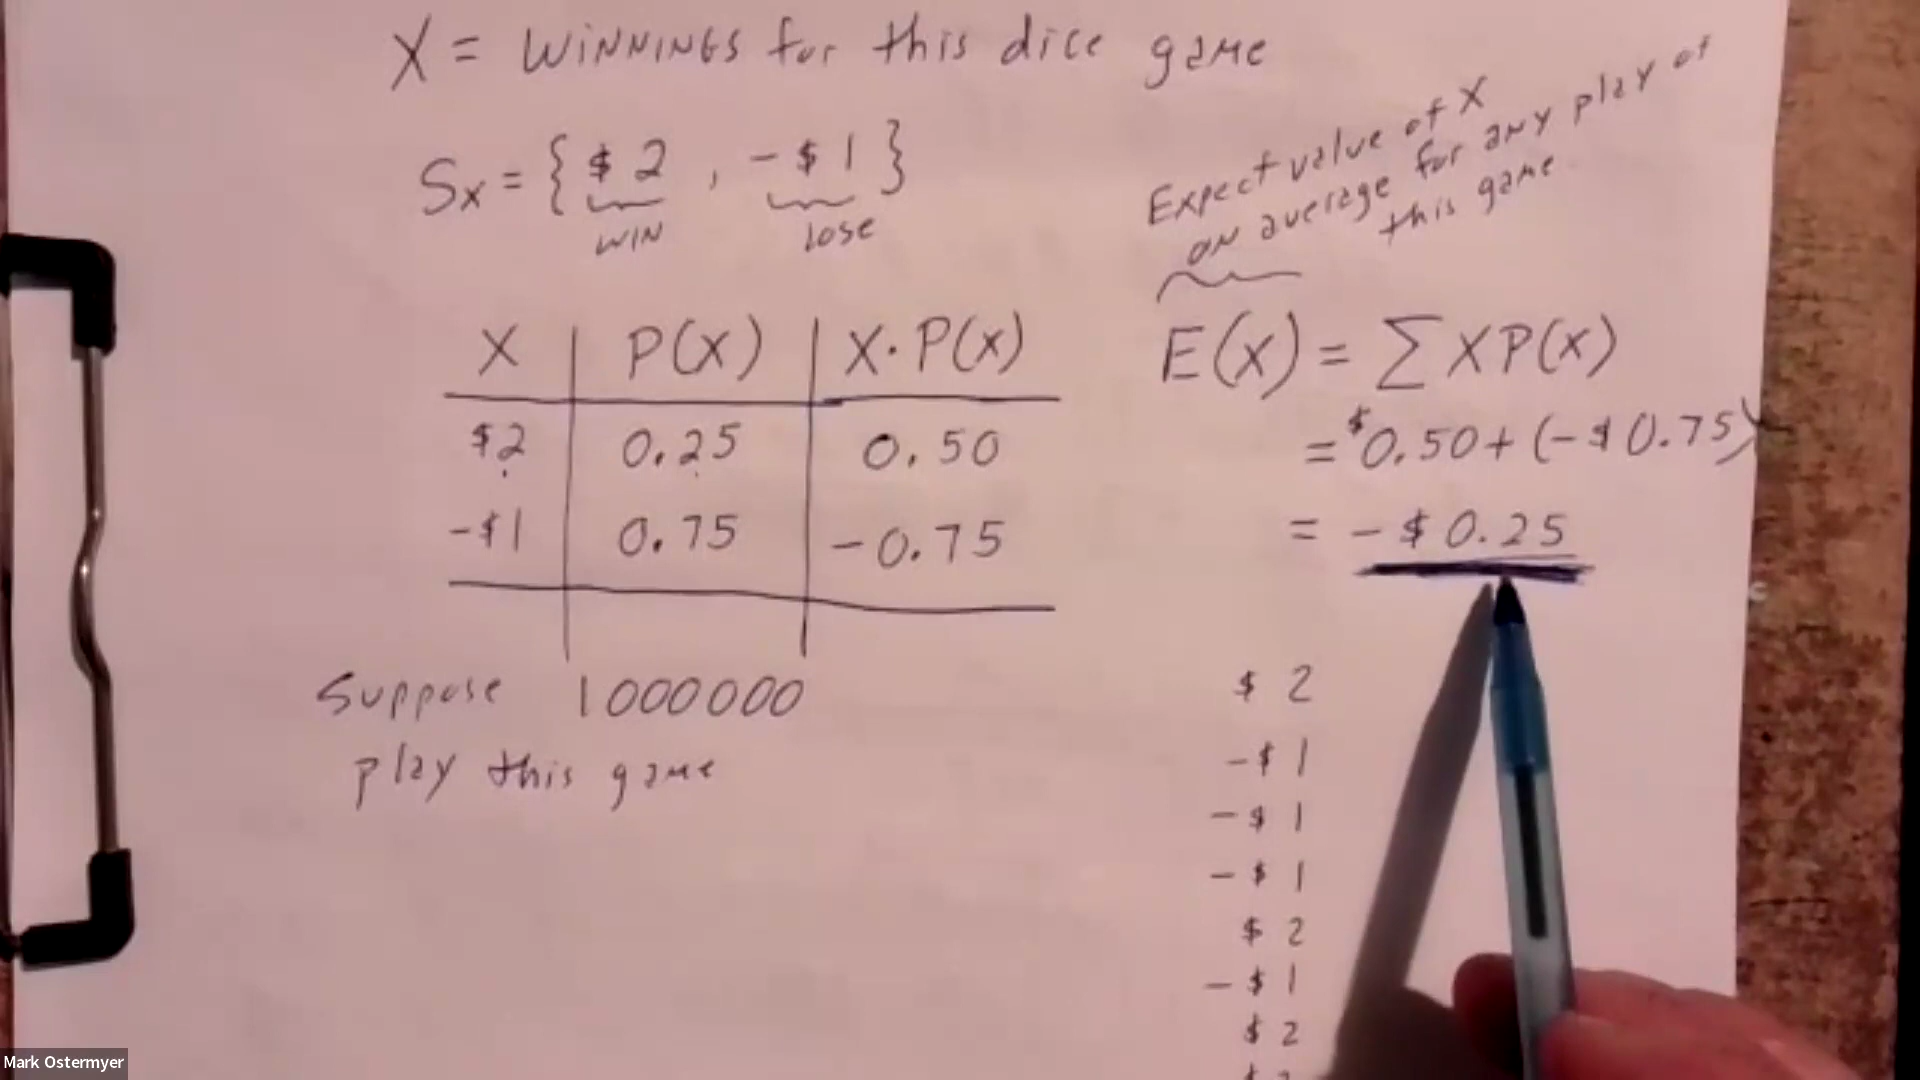 X = WINNINGS for this dice game
Sx = { $ 2 , - $ 1 }
WIN lose
Expect value of X
on average for any play of
this game
X P(X) X · P(X)
$2 0.25 0.50
-$1 0.75 -0.75
E(X) = ∑ X P(X)
= $0.50 + (-$0.75)
= -$0.25
Suppose 1000000
play this game
$ 2
-$ 1
-$ 1
-$ 1
$ 2
-$ 1
$ 2
Mark Ostermyer